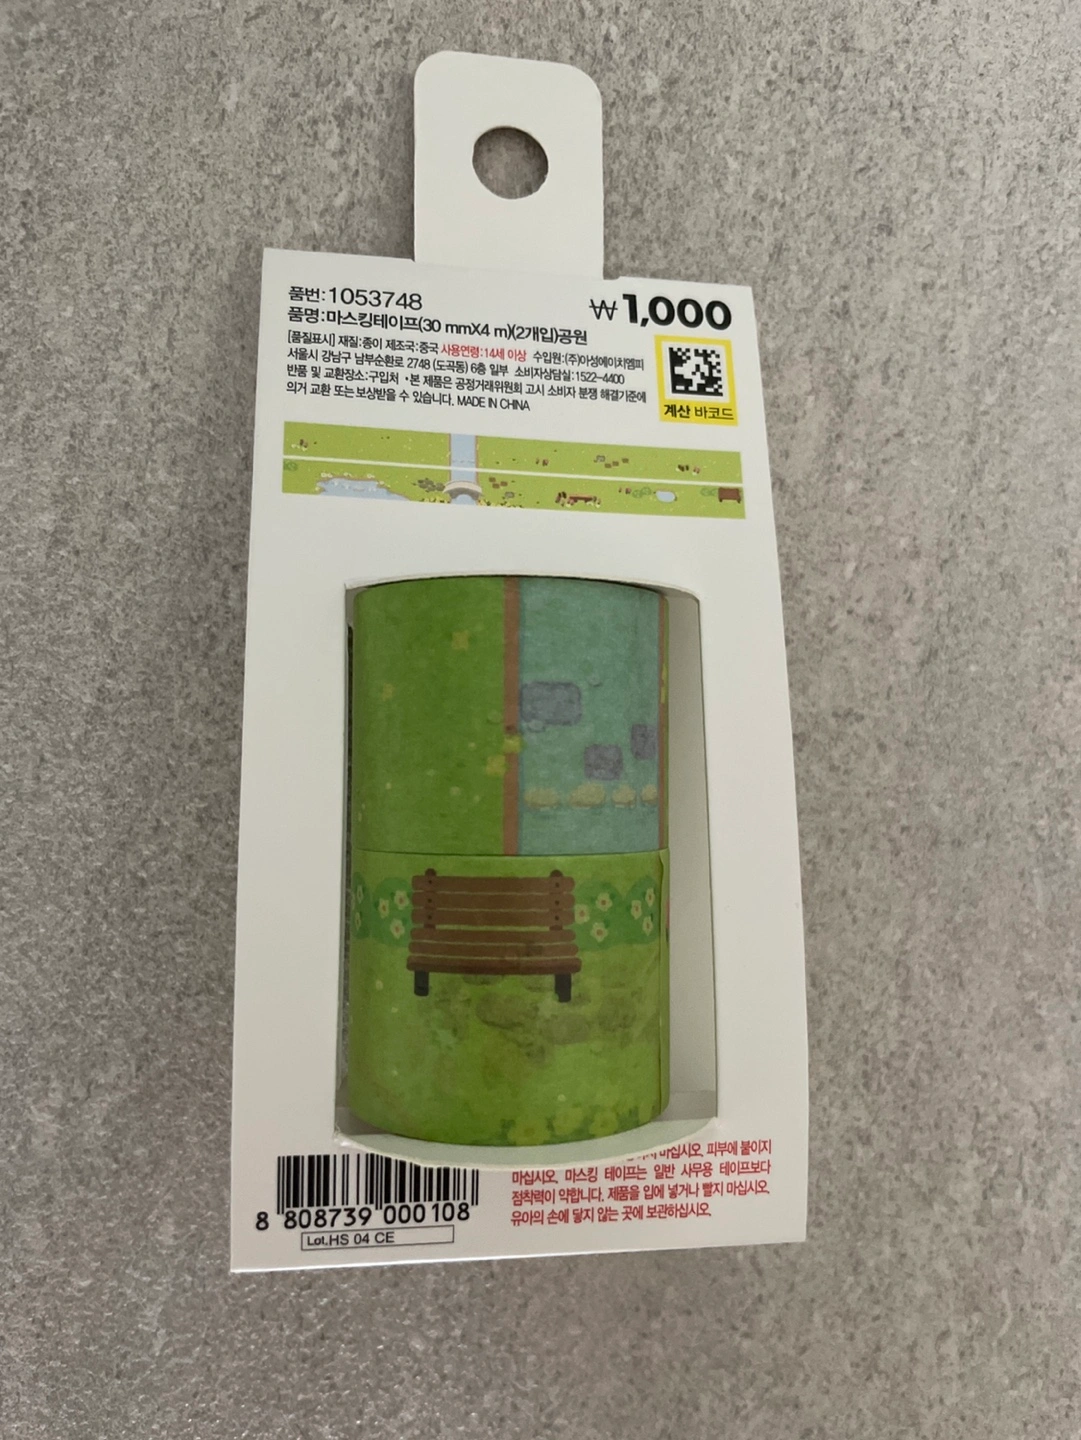 품번:1053748
₩1,000
품명:마스킹테이프(30 mmX4 m)(2개입)공원
[품질표시] 재질:종이 제조국:중국 사용연령:14세 이상 수입원:(주)아성에이치엠피
서울시 강남구 남부순환로 2748 (도곡동) 6층 일부 소비자상담실:1522-4400
반품 및 교환장소:구입처 •본 제품은 공정거래위원회 고시 소비자 분쟁 해결기준에
의거 교환 또는 보상받을 수 있습니다. MADE IN CHINA
계산 바코드
마십시오. 피부에 붙이지
마십시오. 마스킹 테이프는 일반 사무용 테이프보다
점착력이 약합니다. 제품을 입에 넣거나 빨지 마십시오.
유아의 손에 닿지 않는 곳에 보관하십시오.
8 808739 000108
Lot.HS 04 CE